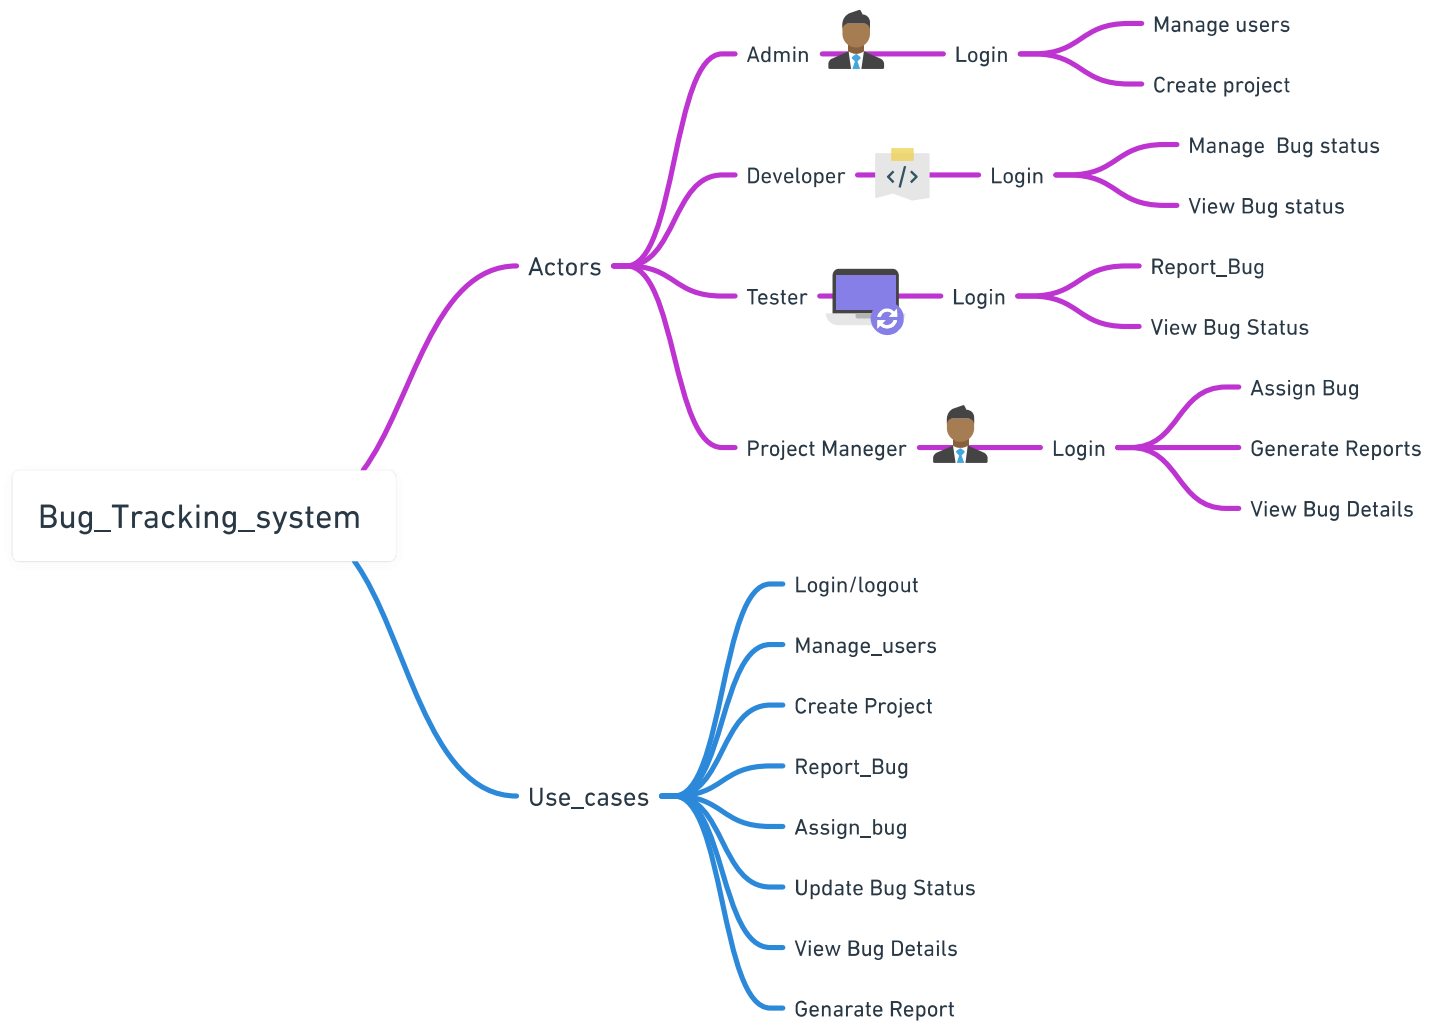 Bug_Tracking_system
Actors
Admin
Login
Manage users
Create project
Developer
</>
Login
Manage  Bug status
View Bug status
Tester
Login
Report_Bug
View Bug Status
Project Maneger
Login
Assign Bug
Generate Reports
View Bug Details
Use_cases
Login/logout
Manage_users
Create Project
Report_Bug
Assign_bug
Update Bug Status
View Bug Details
Genarate Report